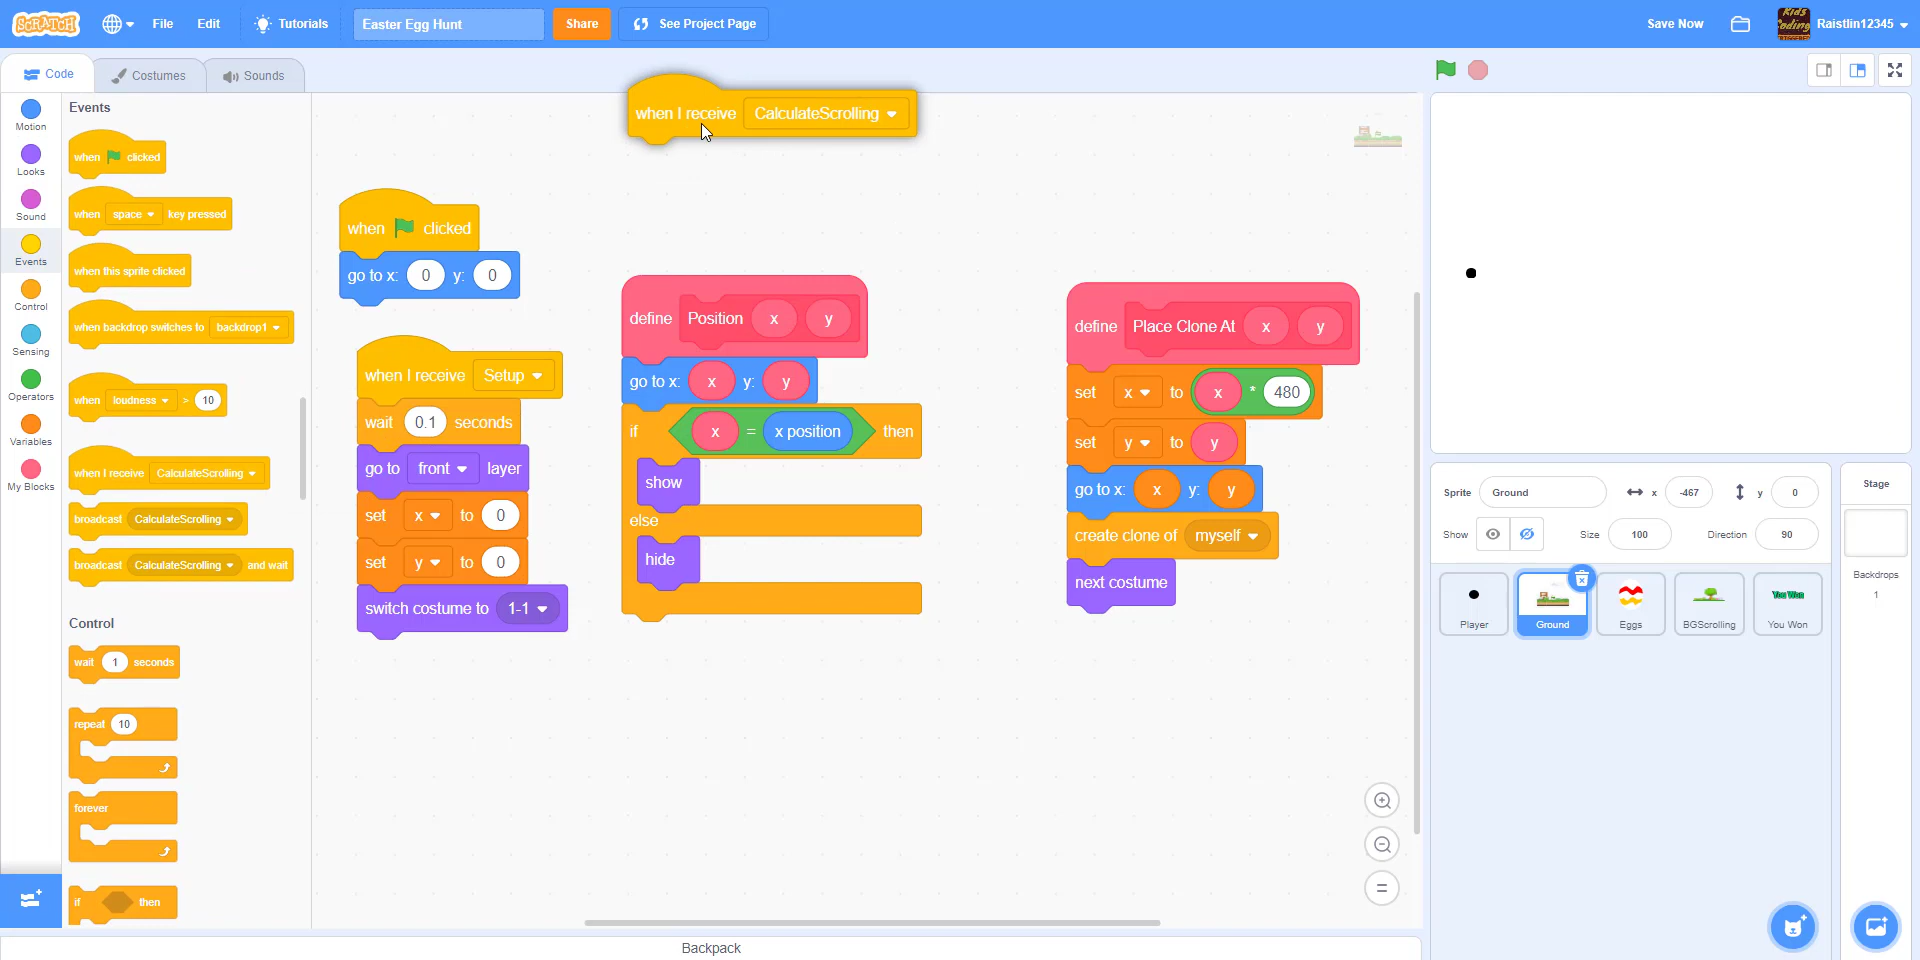 SCRATCH File Edit Tutorials Easter Egg Hunt Share See Project Page Save Now Raistlin12345
Code Costumes Sounds
Motion
Looks
Sound
Events
Control
Sensing
Operators
Variables
My Blocks
Events
when clicked
when space key pressed
when this sprite clicked
when backdrop switches to backdrop1
when loudness > 10
when I receive CalculateScrolling
broadcast CalculateScrolling
broadcast CalculateScrolling and wait
Control
wait 1 seconds
repeat 10
forever
if then
when I receive CalculateScrolling
when clicked
go to x: 0 y: 0
when I receive Setup
wait 0.1 seconds
go to front layer
set x to 0
set y to 0
switch costume to 1-1
define Position x y
go to x: x y: y
if x = x position then
show
else
hide
define Place Clone At x y
set x to x * 480
set y to y
go to x: x y: y
create clone of myself
next costume
Backpack
Sprite Ground x -467 y 0
Show Size 100 Direction 90
Player
Ground
Eggs
BGScrolling
You Won
You Won
Stage
Backdrops
1